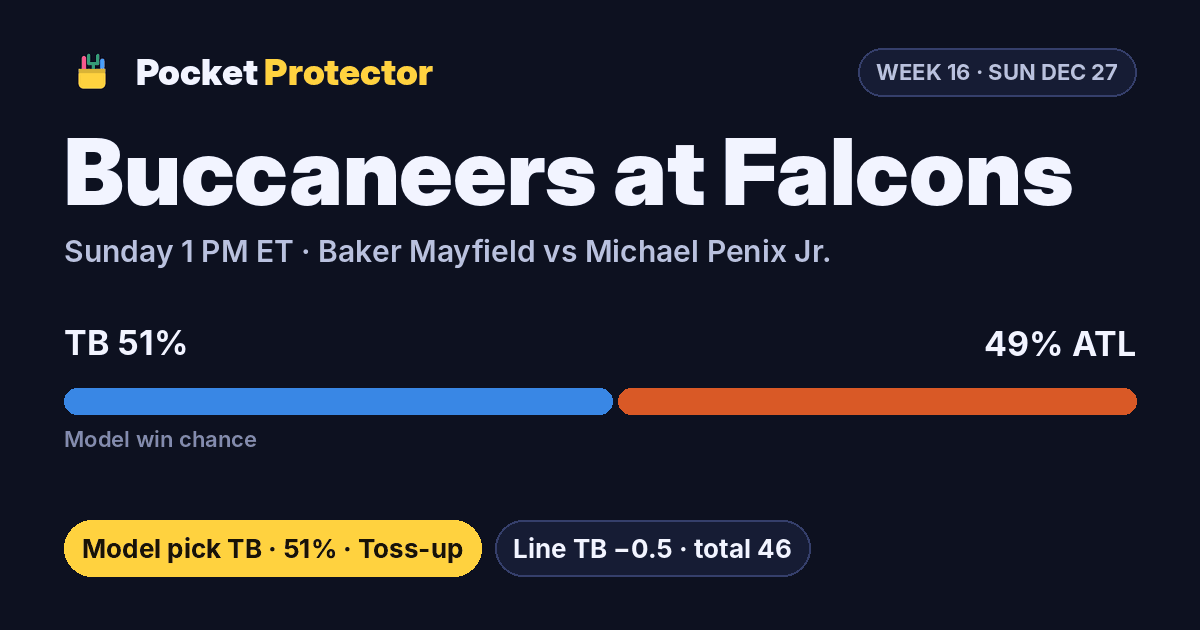 Pocket Protector
WEEK 16 · SUN DEC 27
Buccaneers at Falcons
Sunday 1 PM ET · Baker Mayfield vs Michael Penix Jr.
TB 51%
49% ATL
Model win chance
Model pick TB · 51% · Toss-up
Line TB −0.5 · total 46